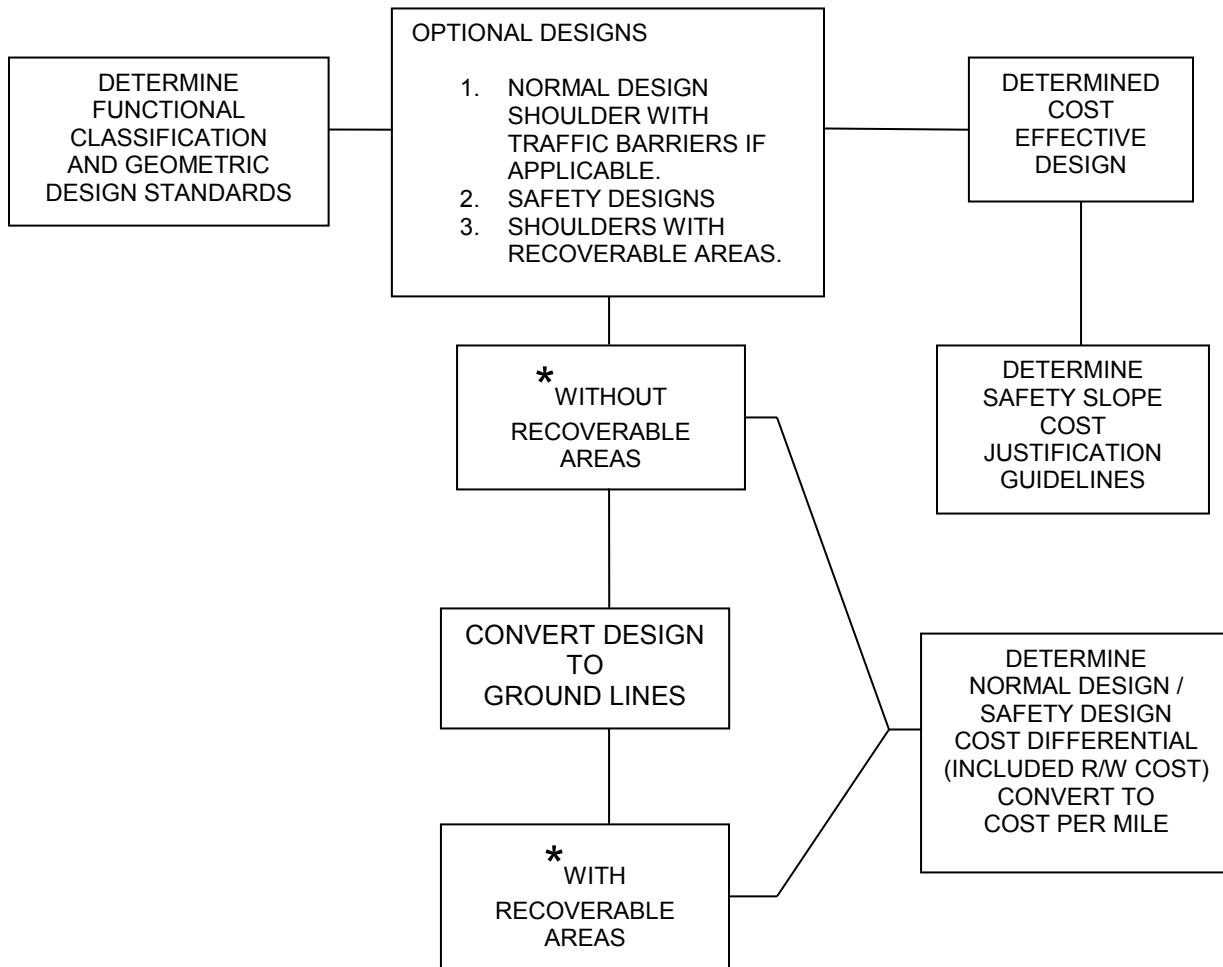 DETERMINE
FUNCTIONAL
CLASSIFICATION
AND GEOMETRIC
DESIGN STANDARDS
OPTIONAL DESIGNS
1. NORMAL DESIGN
SHOULDER WITH
TRAFFIC BARRIERS IF
APPLICABLE.
2. SAFETY DESIGNS
3. SHOULDERS WITH
RECOVERABLE AREAS.
DETERMINED
COST
EFFECTIVE
DESIGN
*WITHOUT
RECOVERABLE
AREAS
DETERMINE
SAFETY SLOPE
COST
JUSTIFICATION
GUIDELINES
CONVERT DESIGN
TO
GROUND LINES
DETERMINE
NORMAL DESIGN /
SAFETY DESIGN
COST DIFFERENTIAL
(INCLUDED R/W COST)
CONVERT TO
COST PER MILE
*WITH
RECOVERABLE
AREAS